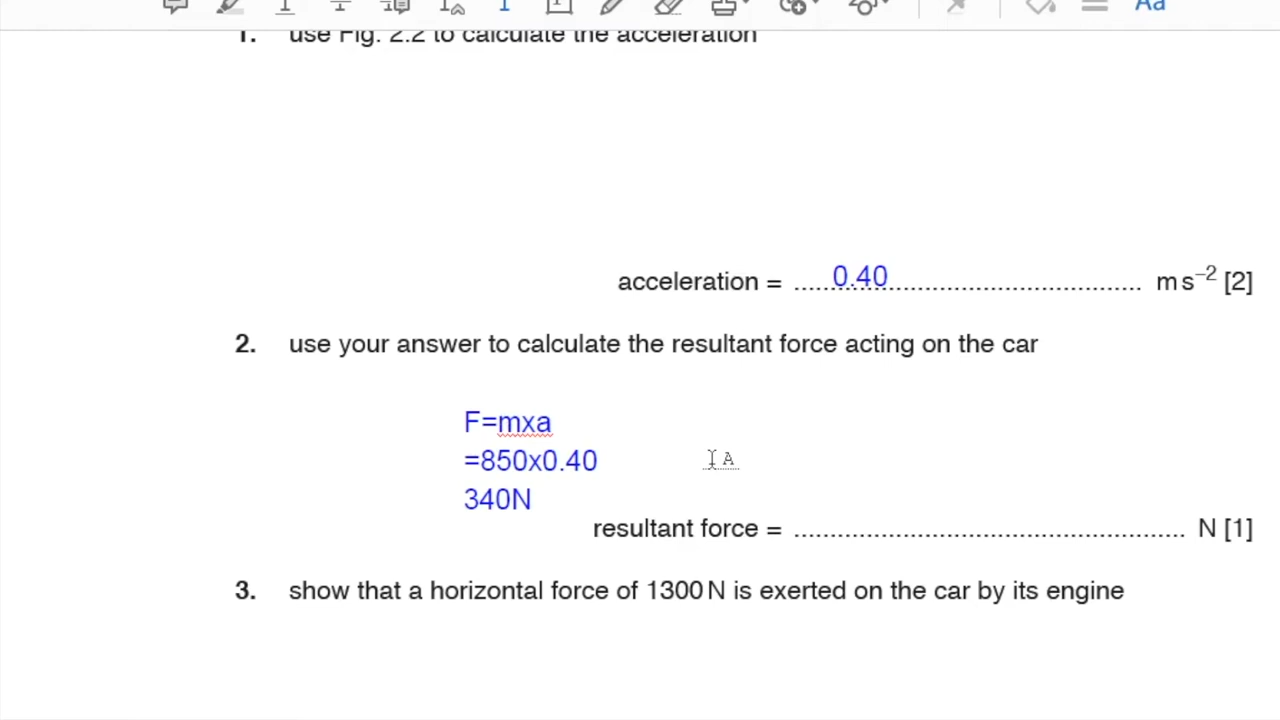 Aa
1. use Fig. 2.2 to calculate the acceleration
acceleration = .....0.40.......................................... m s⁻² [2]
2. use your answer to calculate the resultant force acting on the car
F=mxa
=850x0.40
340N
resultant force = ...................................................... N [1]
3. show that a horizontal force of 1300 N is exerted on the car by its engine